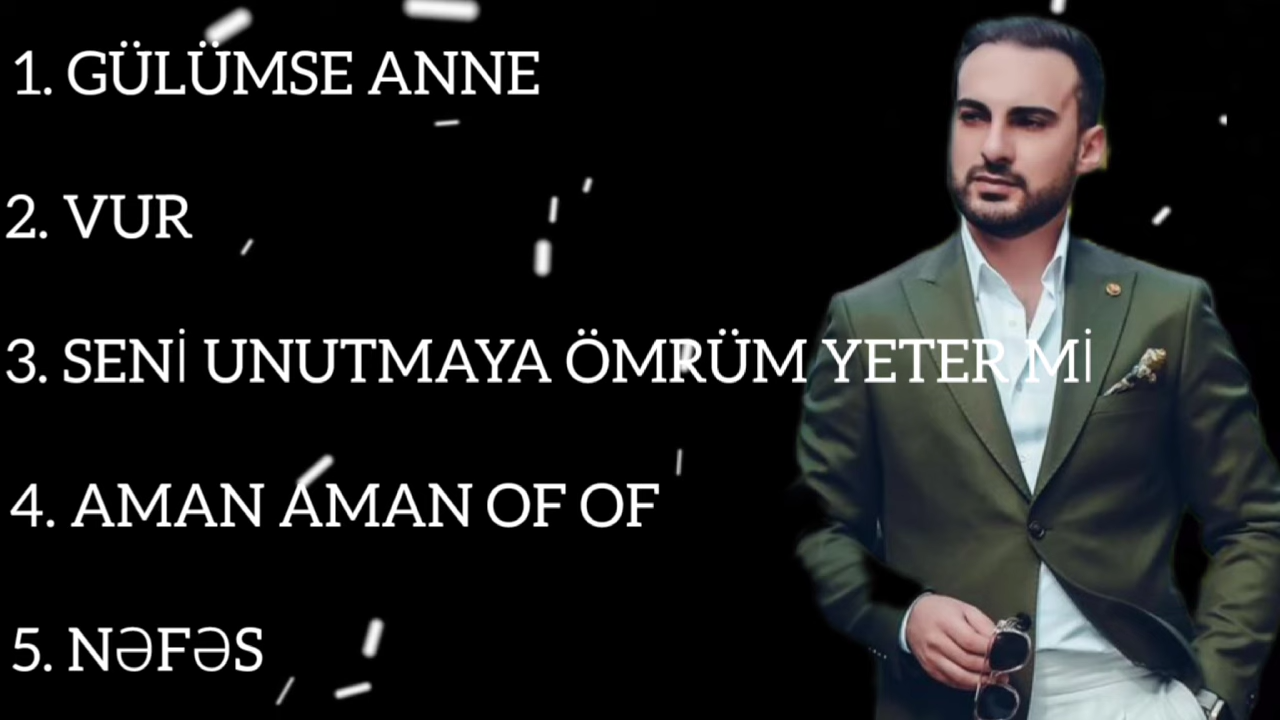 1. GÜLÜMSE ANNE
2. VUR
3. SENİ UNUTMAYA ÖMRÜM YETER Mİ
4. AMAN AMAN OF OF
5. NƏFƏS